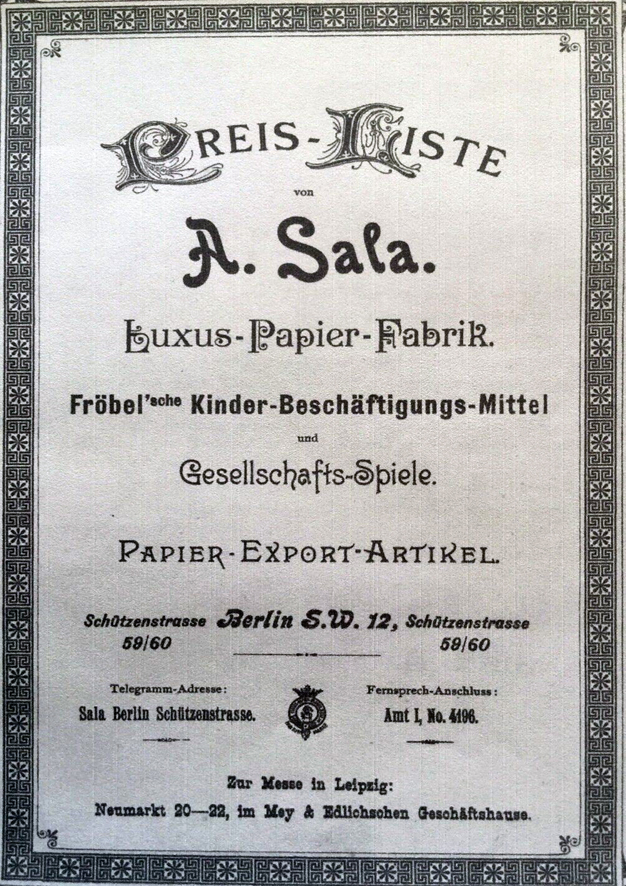 PREIS-LISTE
von
A. Sala.
Luxus-Papier-Fabrik.
Fröbel'sche Kinder-Beschäftigungs-Mittel
und
Gesellschafts-Spiele.
PAPIER-EXPORT-ARTIKEL.
Schützenstrasse 59/60
Berlin S.W. 12,
Schützenstrasse 59/60
Telegramm-Adresse:
Sala Berlin Schützenstrasse.
Fernsprech-Anschluss:
Amt I, No. 4196.
Zur Messe in Leipzig:
Neumarkt 20—22, im Mey & Edlichschen Geschäftshause.